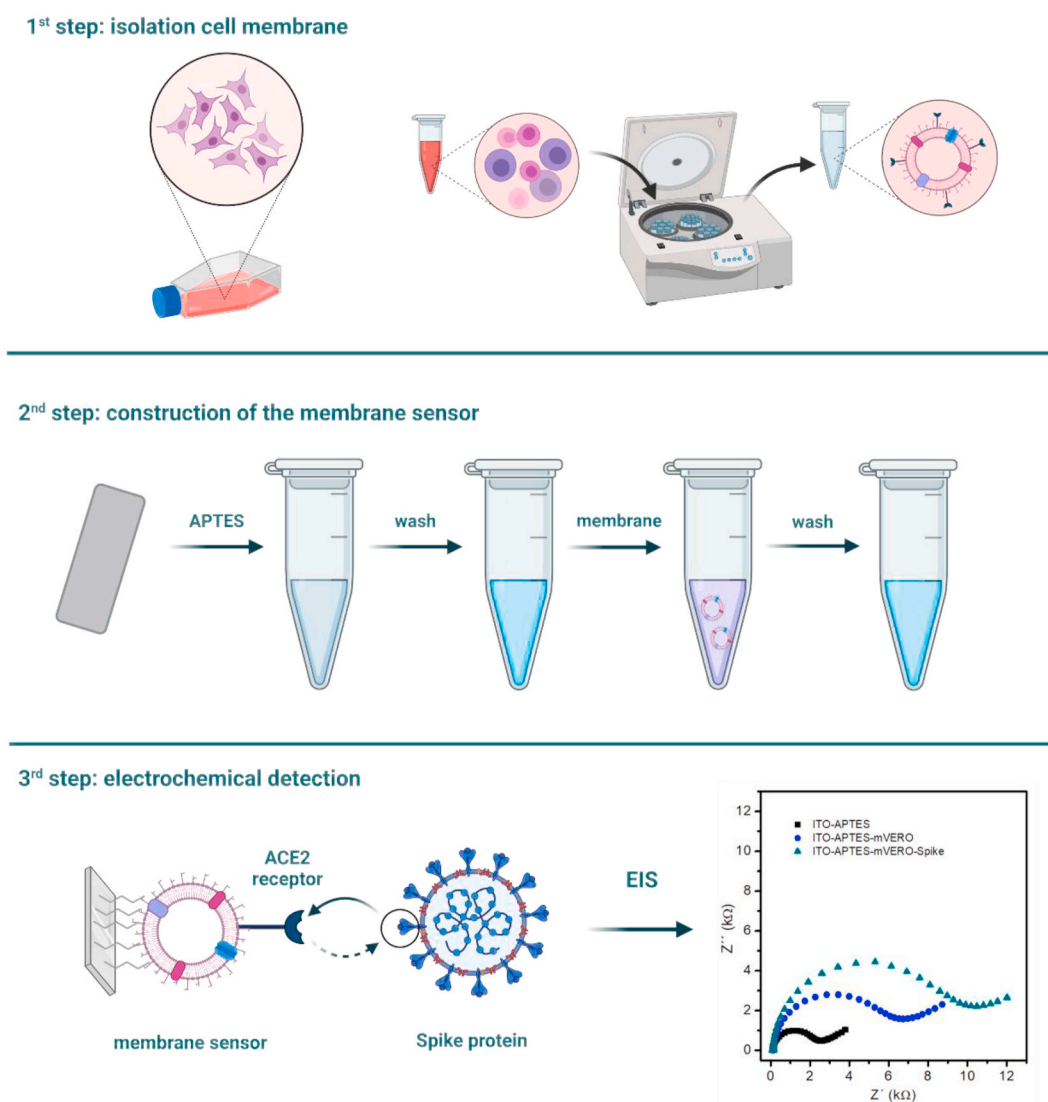 1st step: isolation cell membrane
2nd step: construction of the membrane sensor
APTES
wash
membrane
wash
3rd step: electrochemical detection
ACE2
receptor
EIS
membrane sensor
Spike protein
ITO-APTES
ITO-APTES-mVERO
ITO-APTES-mVERO-Spike
Z´´ (kΩ)
12
10
8
6
4
2
0
0 2 4 6 8 10 12
Z´ (kΩ)